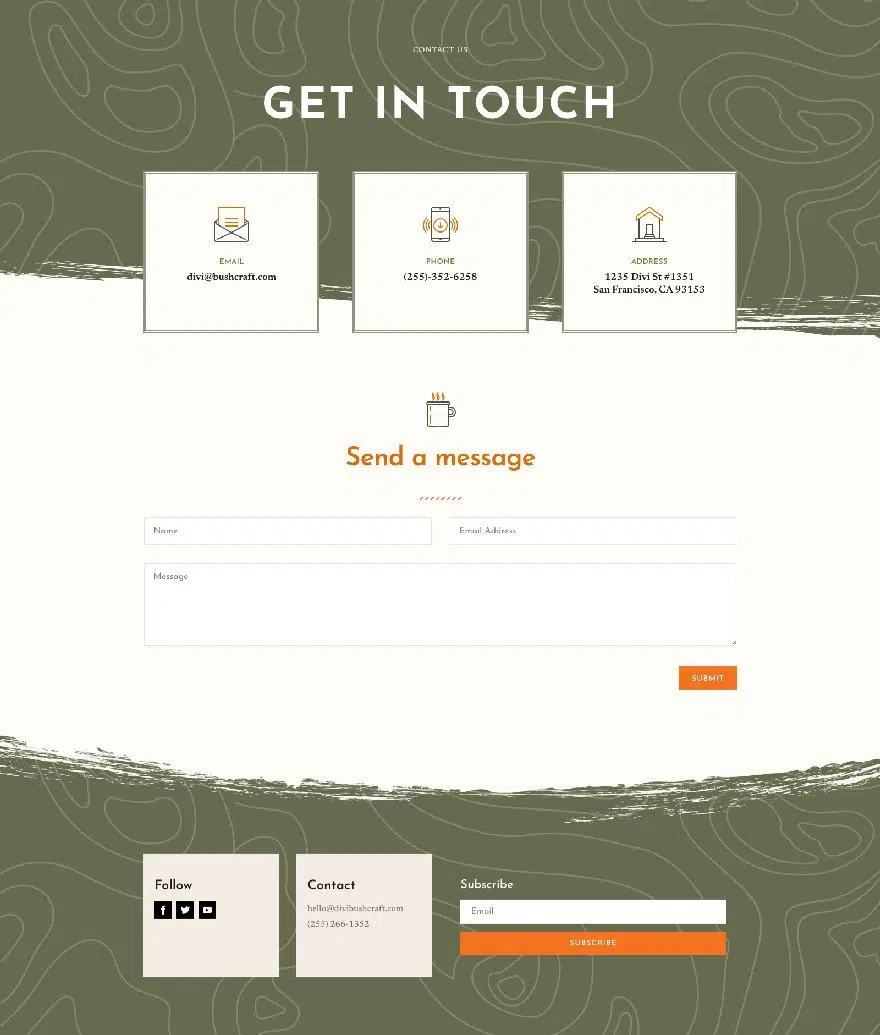 CONTACT US
GET IN TOUCH
EMAIL
divi@bushcraft.com
PHONE
(255)-352-6258
ADDRESS
1235 Divi St #1351
San Francisco, CA 93153
Send a message
Name
Email Address
Message
SUBMIT
Follow
Contact
hello@divibushcraft.com
(255) 266-1352
Subscribe
Email
SUBSCRIBE